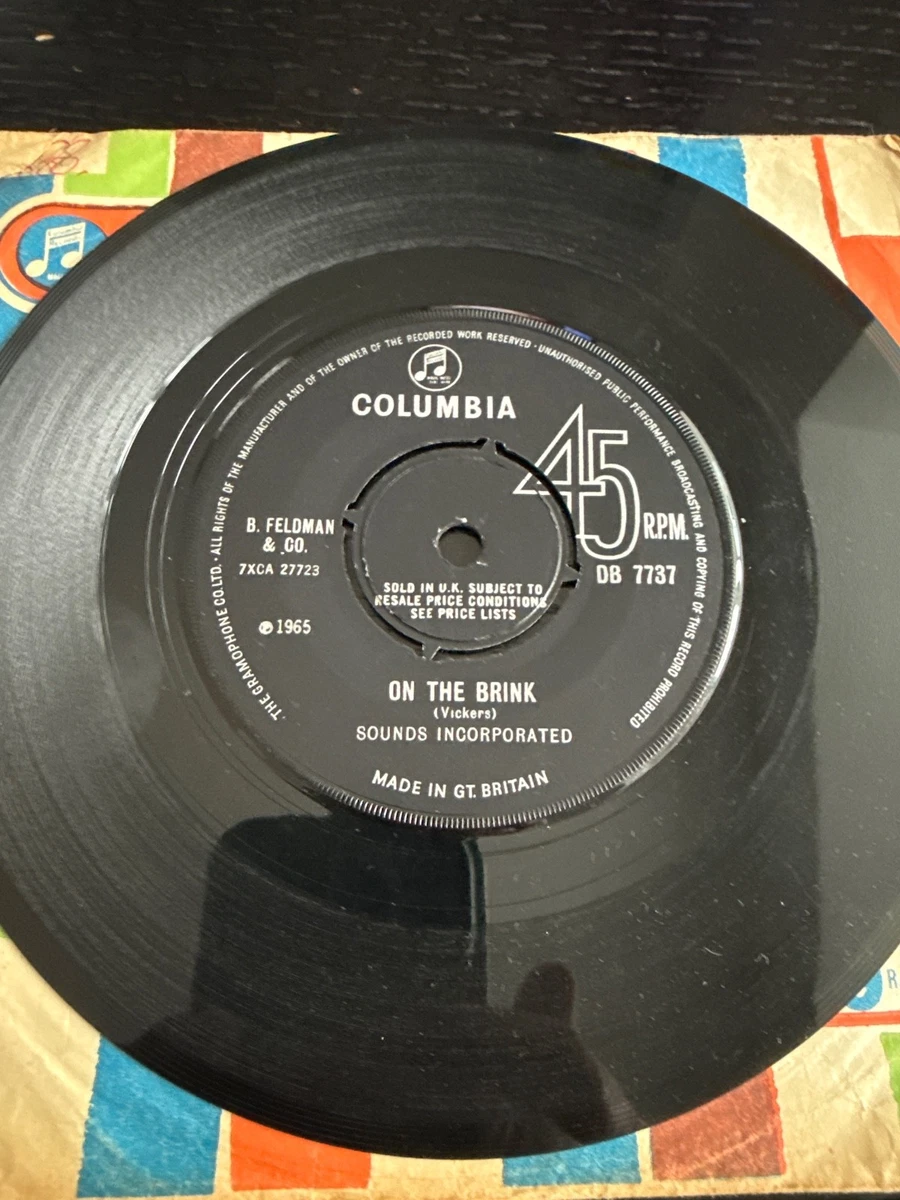 THE GRAMOPHONE CO.LTD. · ALL RIGHTS OF THE MANUFACTURER AND OF THE OWNER OF THE RECORDED WORK RESERVED · UNAUTHORISED PUBLIC PERFORMANCE BROADCASTING AND COPYING OF THIS RECORD PROHIBITED
COLUMBIA
45 R.P.M.
B. FELDMAN
& CO.
7XCA 27723
DB 7737
SOLD IN U.K. SUBJECT TO
RESALE PRICE CONDITIONS
SEE PRICE LISTS
℗1965
ON THE BRINK
(Vickers)
SOUNDS INCORPORATED
MADE IN GT. BRITAIN